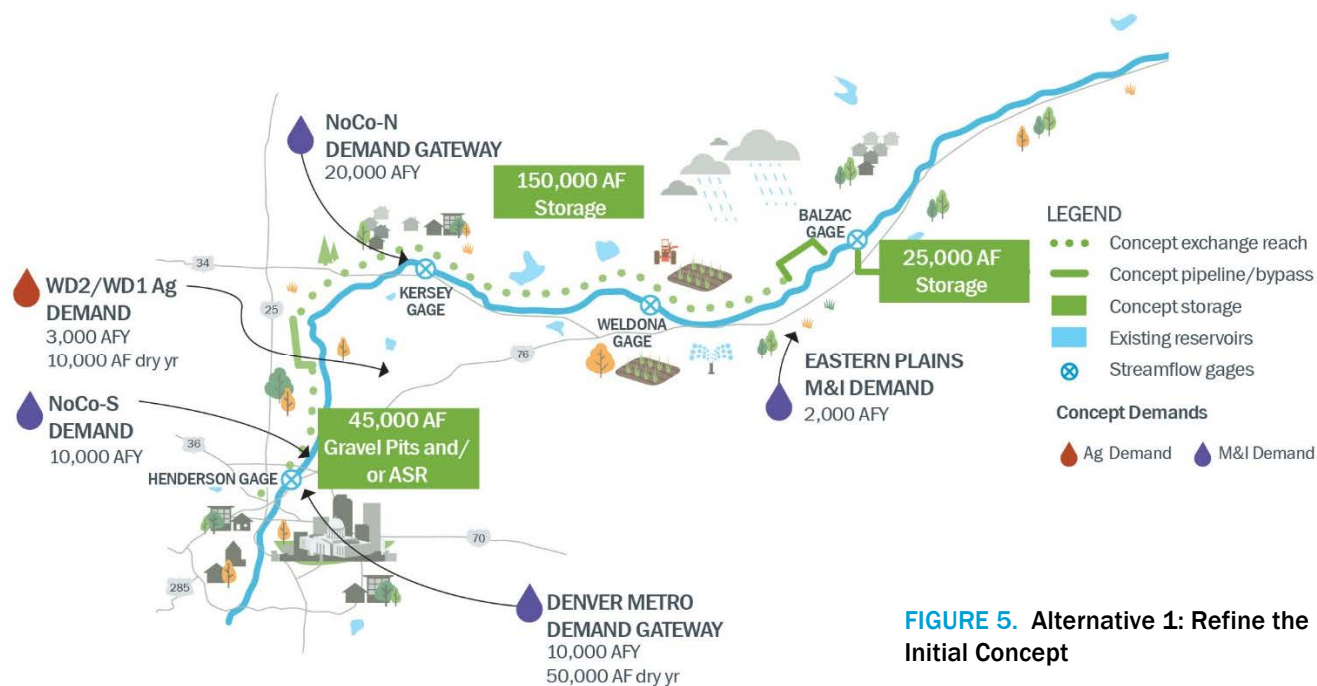 NoCo-N
DEMAND GATEWAY
20,000 AFY
150,000 AF
Storage
BALZAC
GAGE
25,000 AF
Storage
LEGEND
Concept exchange reach
Concept pipeline/bypass
Concept storage
Existing reservoirs
Streamflow gages
Concept Demands
Ag Demand
M&I Demand
34
KERSEY
GAGE
WD2/WD1 Ag
DEMAND
3,000 AFY
10,000 AF dry yr
25
WELDONA
GAGE
76
EASTERN PLAINS
M&I DEMAND
2,000 AFY
NoCo-S
DEMAND
10,000 AFY
36
45,000 AF
Gravel Pits and/
or ASR
HENDERSON GAGE
70
285
DENVER METRO
DEMAND GATEWAY
10,000 AFY
50,000 AF dry yr
FIGURE 5. Alternative 1: Refine the
Initial Concept